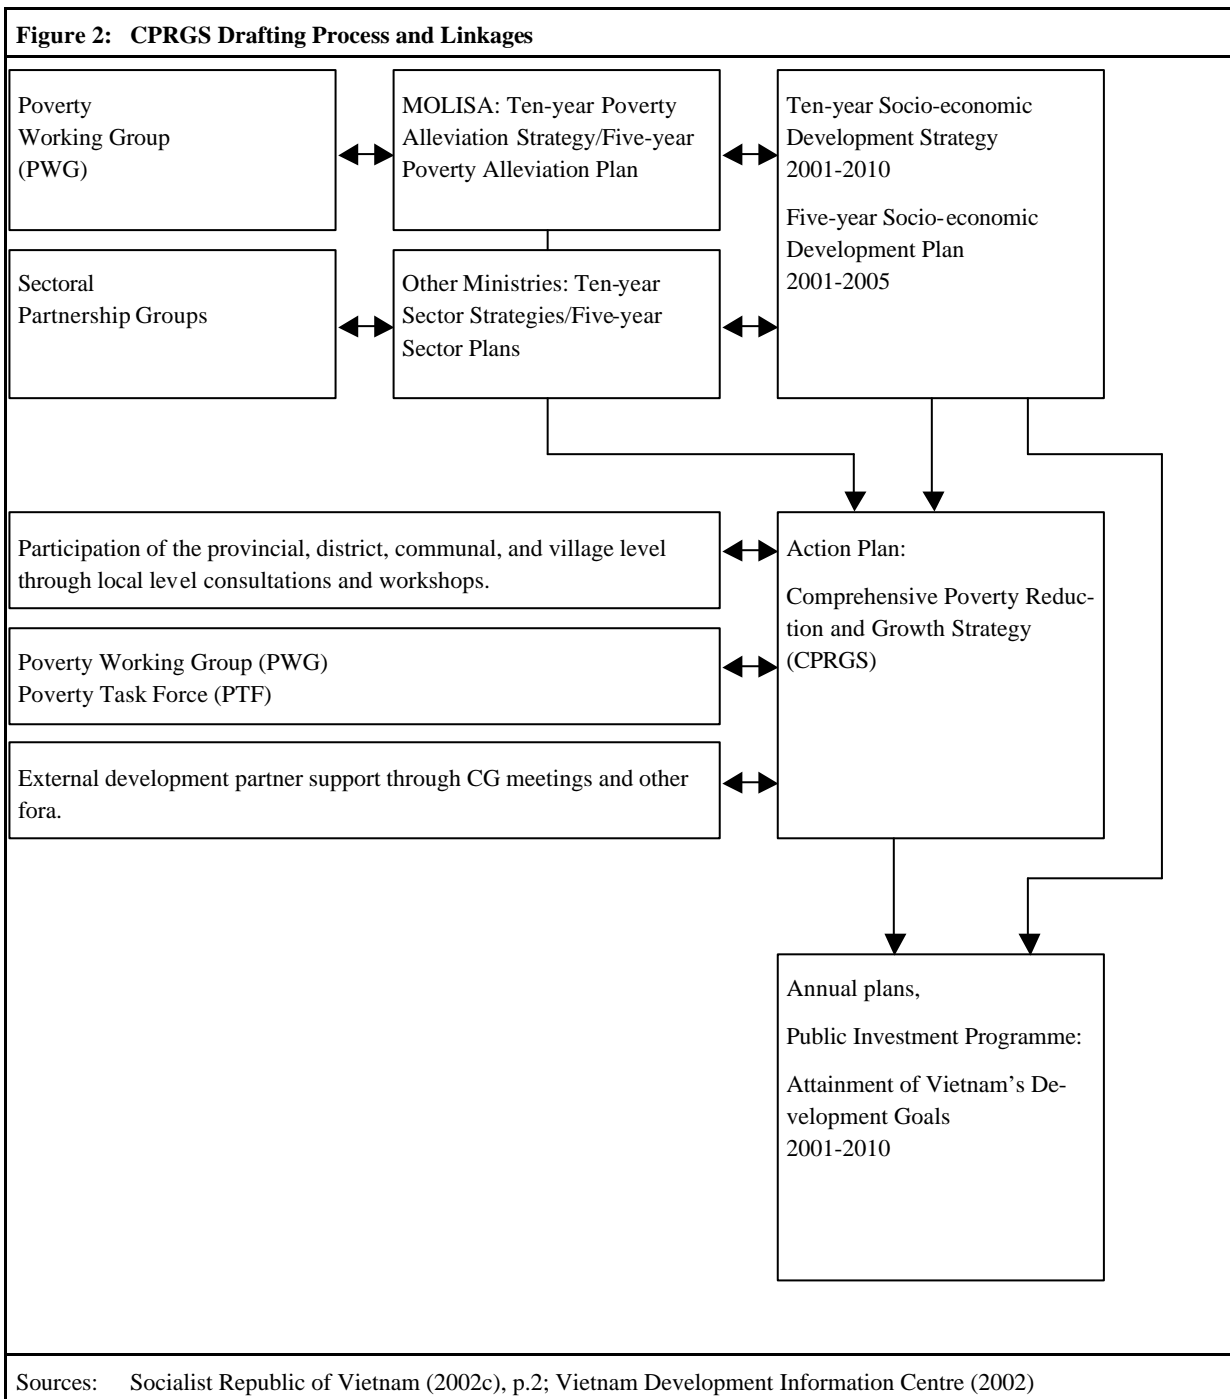 Figure 2: CPRGS Drafting Process and Linkages
Poverty
Working Group
(PWG)
MOLISA: Ten-year Poverty
Alleviation Strategy/Five-year
Poverty Alleviation Plan
Ten-year Socio-economic
Development Strategy
2001-2010
Five-year Socio-economic
Development Plan
2001-2005
Sectoral
Partnership Groups
Other Ministries: Ten-year
Sector Strategies/Five-year
Sector Plans
Participation of the provincial, district, communal, and village level
through local level consultations and workshops.
Action Plan:
Comprehensive Poverty Reduc-
tion and Growth Strategy
(CPRGS)
Poverty Working Group (PWG)
Poverty Task Force (PTF)
External development partner support through CG meetings and other
fora.
Annual plans,
Public Investment Programme:
Attainment of Vietnam’s De-
velopment Goals
2001-2010
Sources: Socialist Republic of Vietnam (2002c), p.2; Vietnam Development Information Centre (2002)